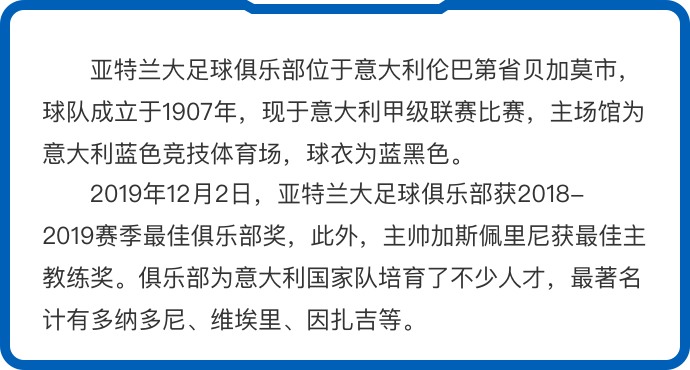 亚特兰大足球俱乐部位于意大利伦巴第省贝加莫市，
球队成立于1907年，现于意大利甲级联赛比赛，主场馆为
意大利蓝色竞技体育场，球衣为蓝黑色。
2019年12月2日，亚特兰大足球俱乐部获2018-
2019赛季最佳俱乐部奖，此外，主帅加斯佩里尼获最佳主
教练奖。俱乐部为意大利国家队培育了不少人才，最著名
计有多纳多尼、维埃里、因扎吉等。